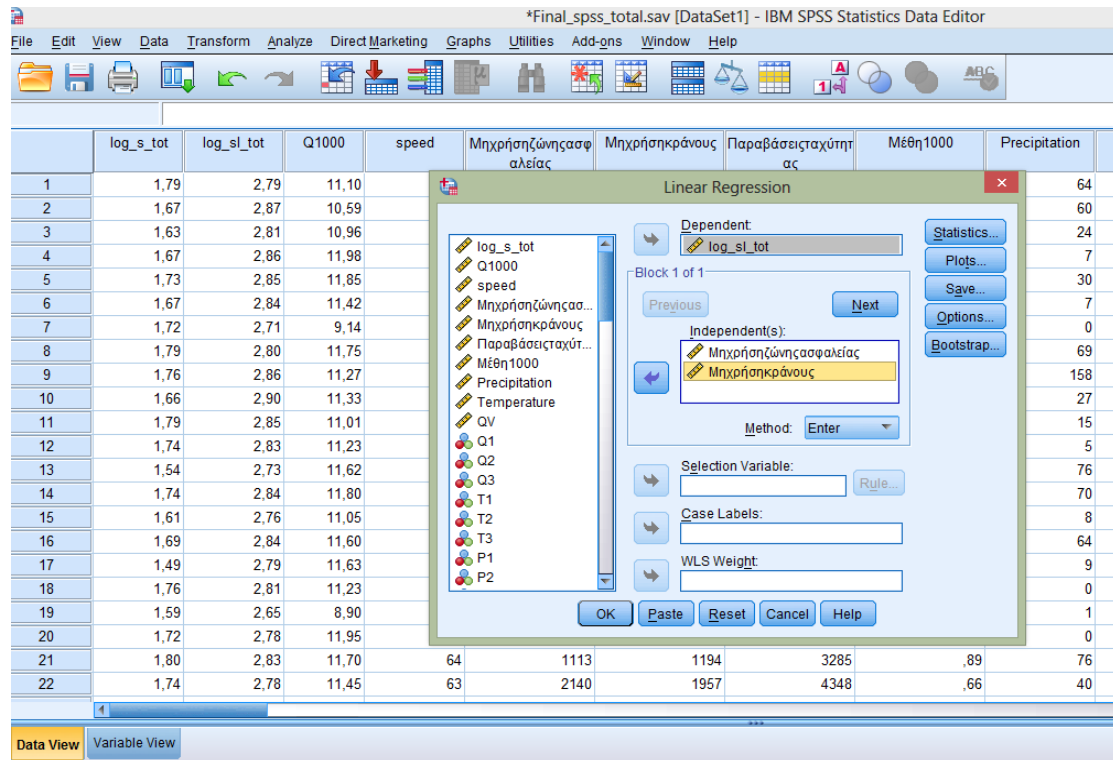 *Final_spss_total.sav [DataSet1] - IBM SPSS Statistics Data Editor
File Edit View Data Transform Analyze Direct Marketing Graphs Utilities Add-ons Window Help
log_s_tot log_sl_tot Q1000 speed Μηχρήσηζώνηςασφαλείας Μηχρήσηκράνους Παραβάσειςταχύτητας Μέθη1000 Precipitation
1 1,79 2,79 11,10 64
2 1,67 2,87 10,59 60
3 1,63 2,81 10,96 24
4 1,67 2,86 11,98 7
5 1,73 2,85 11,85 30
6 1,67 2,84 11,42 7
7 1,72 2,71 9,14 0
8 1,79 2,80 11,75 69
9 1,76 2,86 11,27 158
10 1,66 2,90 11,33 27
11 1,79 2,85 11,01 15
12 1,74 2,83 11,23 5
13 1,54 2,73 11,62 76
14 1,74 2,84 11,80 70
15 1,61 2,76 11,05 8
16 1,69 2,84 11,60 64
17 1,49 2,79 11,63 9
18 1,76 2,81 11,23 0
19 1,59 2,65 8,90 1
20 1,72 2,78 11,95 0
21 1,80 2,83 11,70 64 1113 1194 3285 ,89 76
22 1,74 2,78 11,45 63 2140 1957 4348 ,66 40
Linear Regression
log_s_tot
Q1000
speed
Μηχρήσηζώνηςασ...
Μηχρήσηκράνους
Παραβάσειςταχύτ...
Μέθη1000
Precipitation
Temperature
QV
Q1
Q2
Q3
T1
T2
T3
P1
P2
Dependent:
log_sl_tot
Block 1 of 1
Previous Next
Independent(s):
Μηχρήσηζώνηςασφαλείας
Μηχρήσηκράνους
Method: Enter
Selection Variable:
Rule...
Case Labels:
WLS Weight:
Statistics...
Plots...
Save...
Options...
Bootstrap...
OK Paste Reset Cancel Help
Data View Variable View